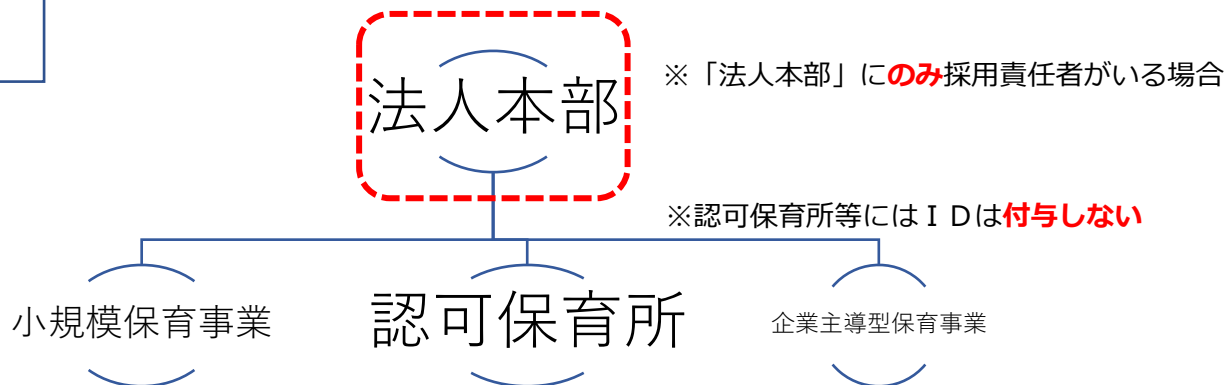 法人本部
※「法人本部」にのみ採用責任者がいる場合
※認可保育所等にはＩＤは付与しない
小規模保育事業
認可保育所
企業主導型保育事業